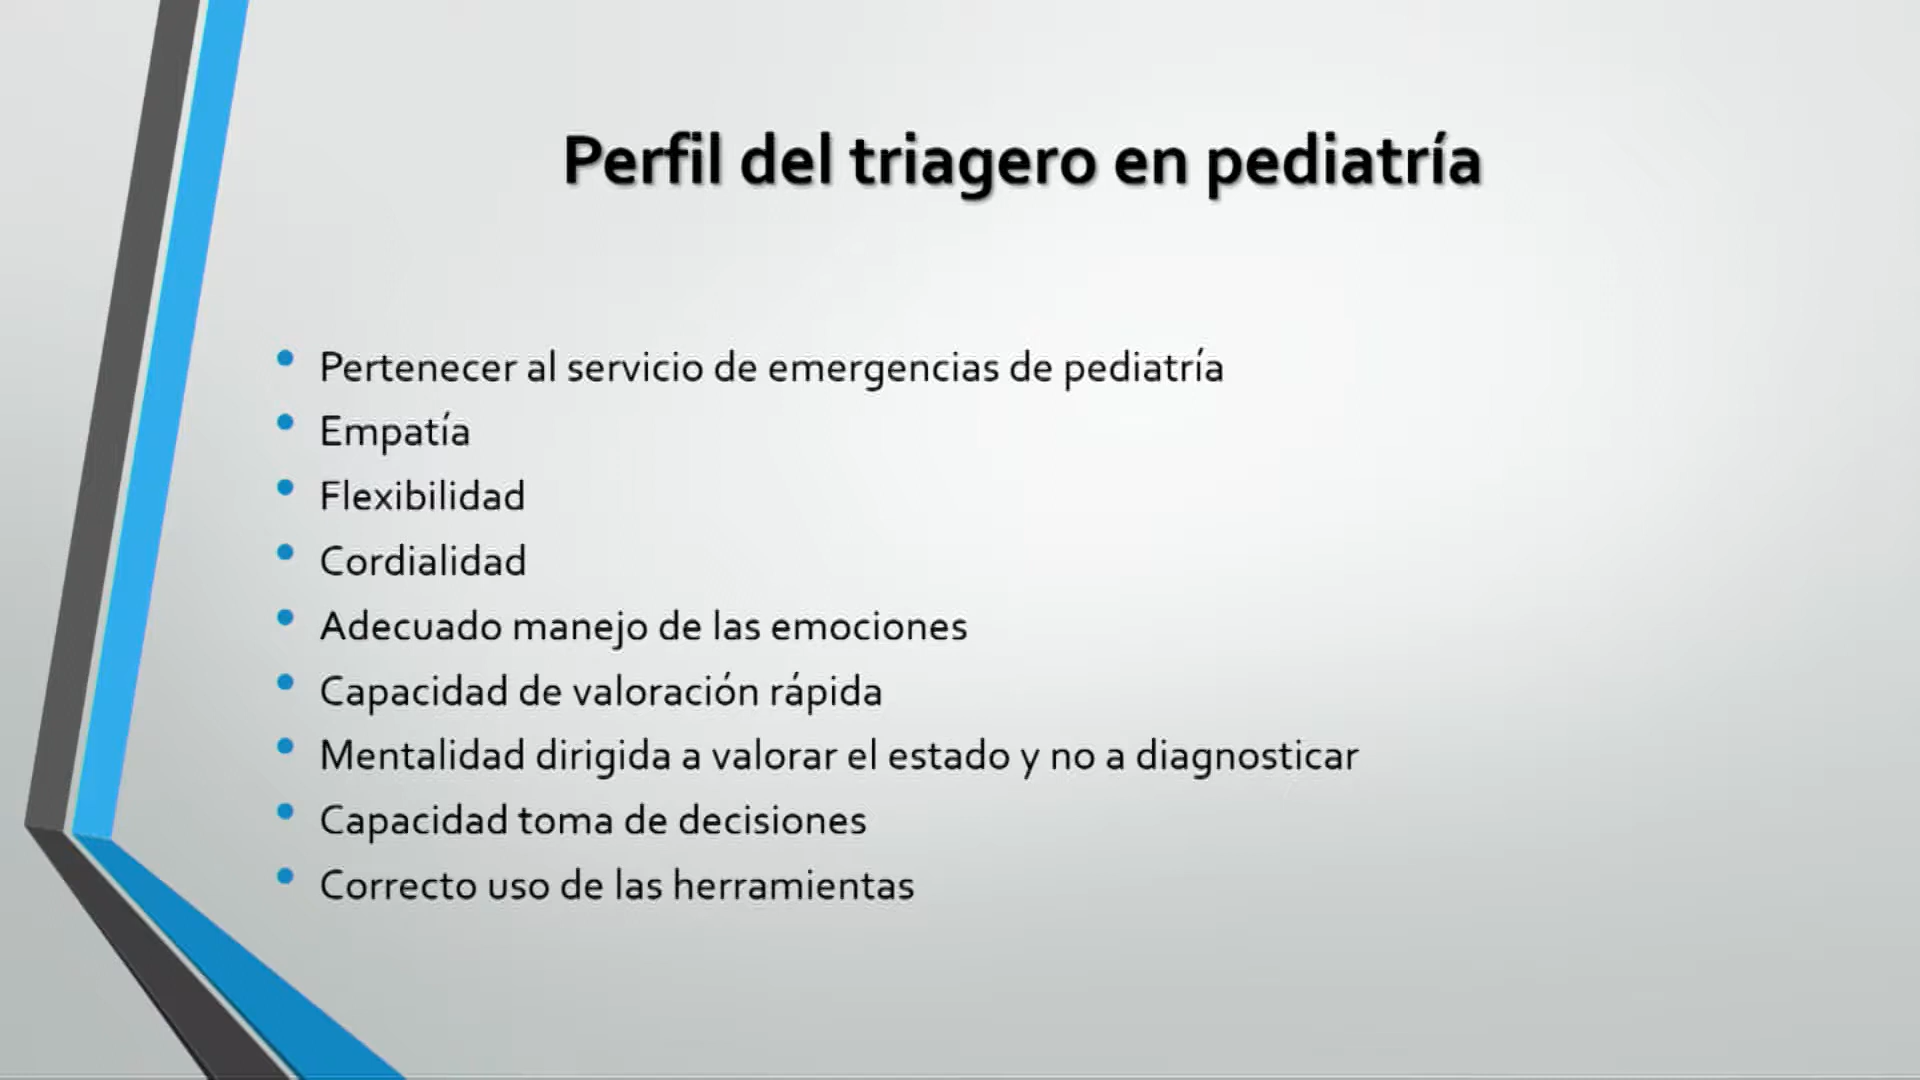 Perfil del triagero en pediatría
• Pertenecer al servicio de emergencias de pediatría
• Empatía
• Flexibilidad
• Cordialidad
• Adecuado manejo de las emociones
• Capacidad de valoración rápida
• Mentalidad dirigida a valorar el estado y no a diagnosticar
• Capacidad toma de decisiones
• Correcto uso de las herramientas